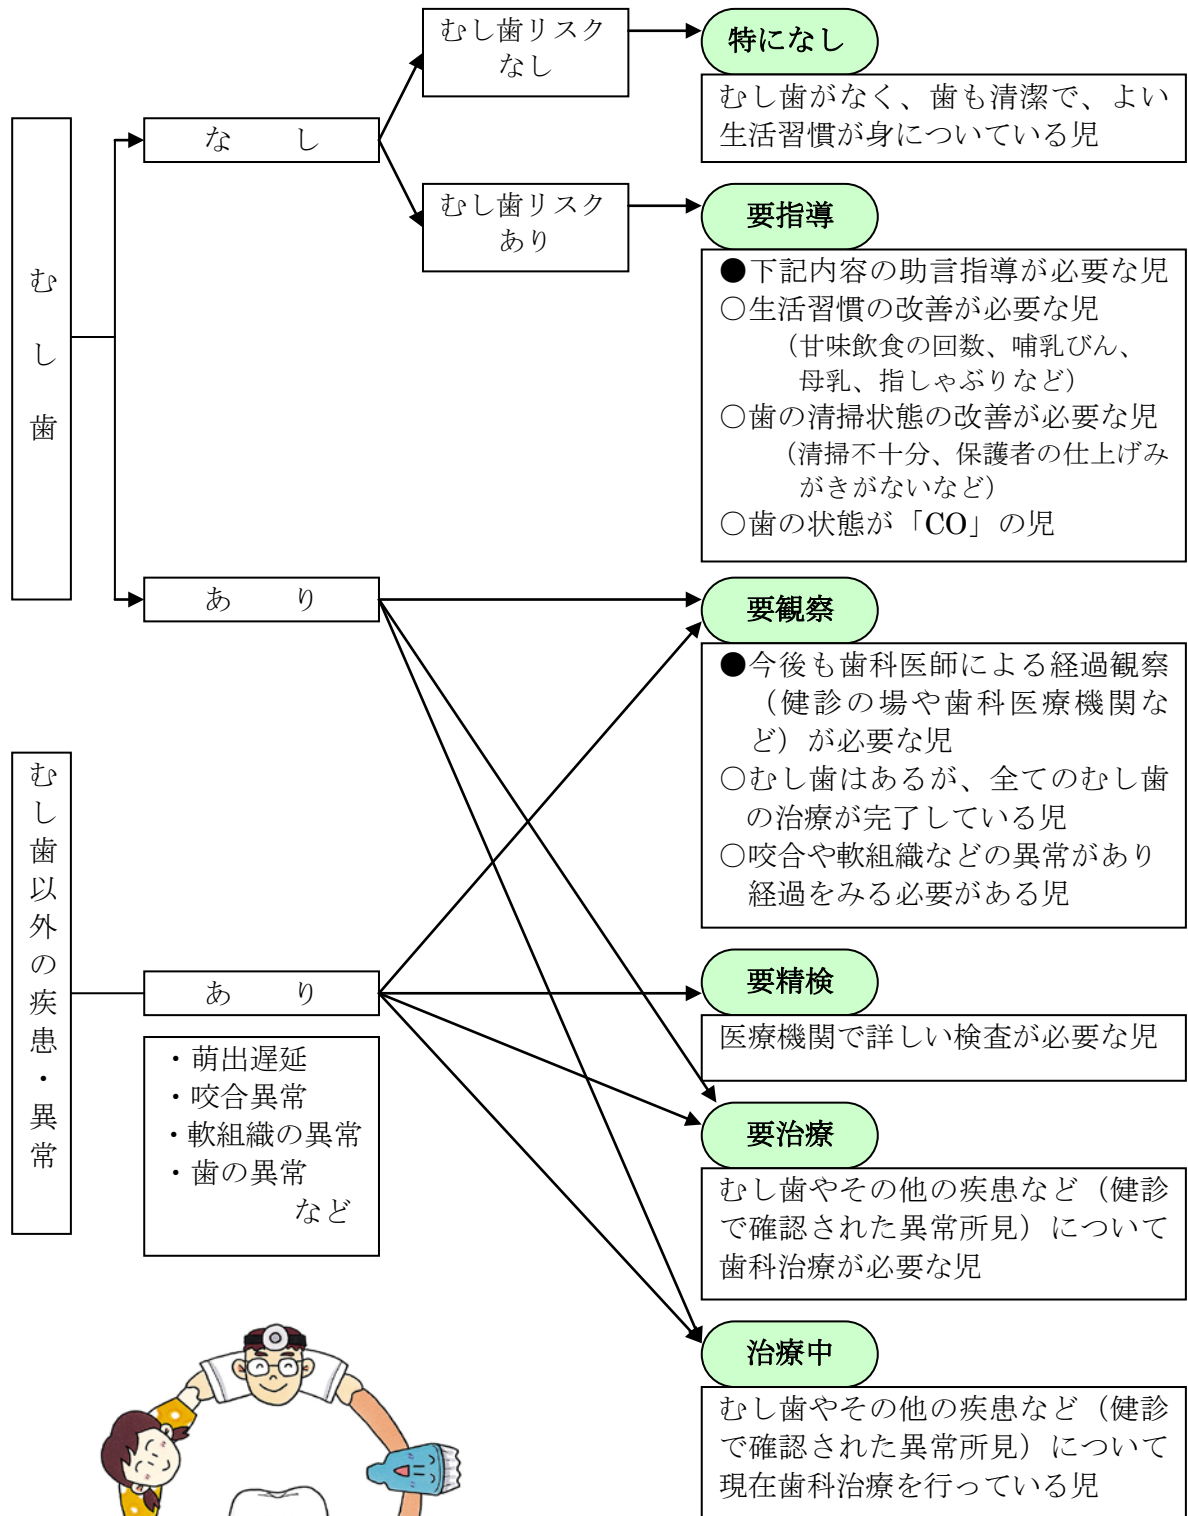 むし歯
なし
むし歯リスク
なし
特になし
むし歯がなく、歯も清潔で、よい
生活習慣が身についている児
むし歯リスク
あり
要指導
●下記内容の助言指導が必要な児
○生活習慣の改善が必要な児
（甘味飲食の回数、哺乳びん、
母乳、指しゃぶりなど）
○歯の清掃状態の改善が必要な児
（清掃不十分、保護者の仕上げみ
がきがないなど）
○歯の状態が「CO」の児
あり
要観察
●今後も歯科医師による経過観察
（健診の場や歯科医療機関な
ど）が必要な児
○むし歯はあるが、全てのむし歯
の治療が完了している児
○咬合や軟組織などの異常があり
経過をみる必要がある児
むし歯以外の疾患・異常
あり
・萌出遅延
・咬合異常
・軟組織の異常
・歯の異常
など
要精検
医療機関で詳しい検査が必要な児
要治療
むし歯やその他の疾患など（健診
で確認された異常所見）について
歯科治療が必要な児
治療中
むし歯やその他の疾患など（健診
で確認された異常所見）について
現在歯科治療を行っている児